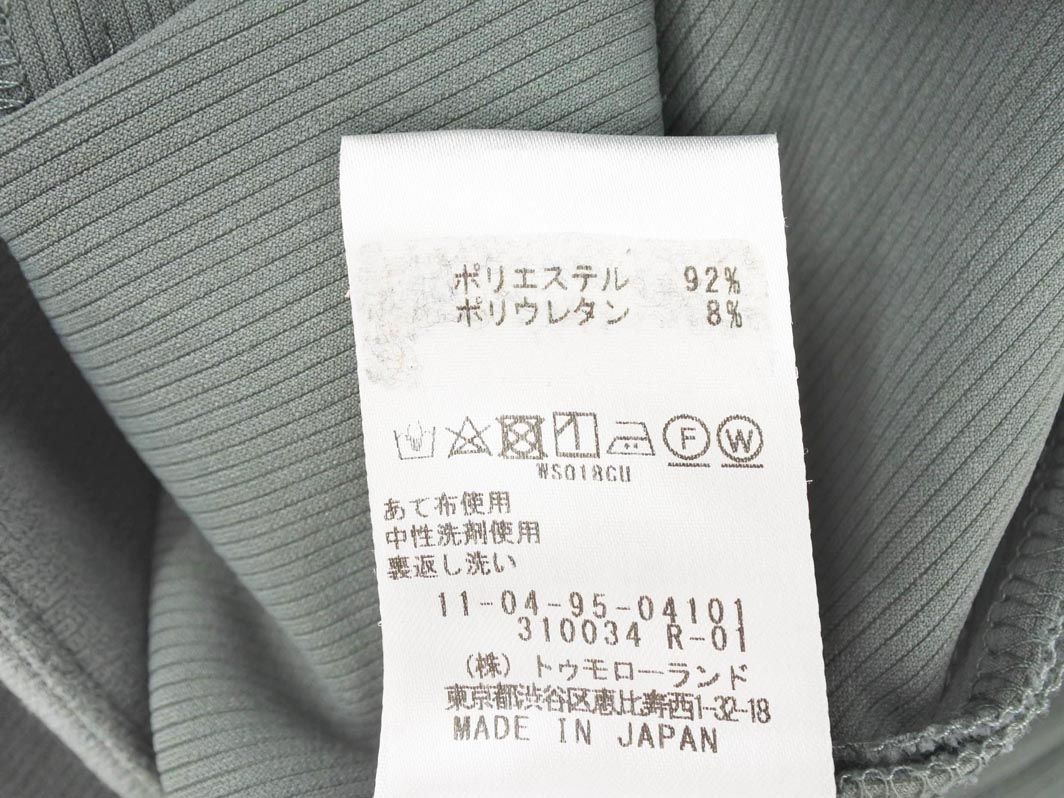 ポリエステル 92%
ポリウレタン 8%
F W
WS018GU
あて布使用
中性洗剤使用
裏返し洗い
11-04-95-04101
310034 R-01
(株) トゥモローランド
東京都渋谷区恵比寿西1-32-18
MADE IN JAPAN